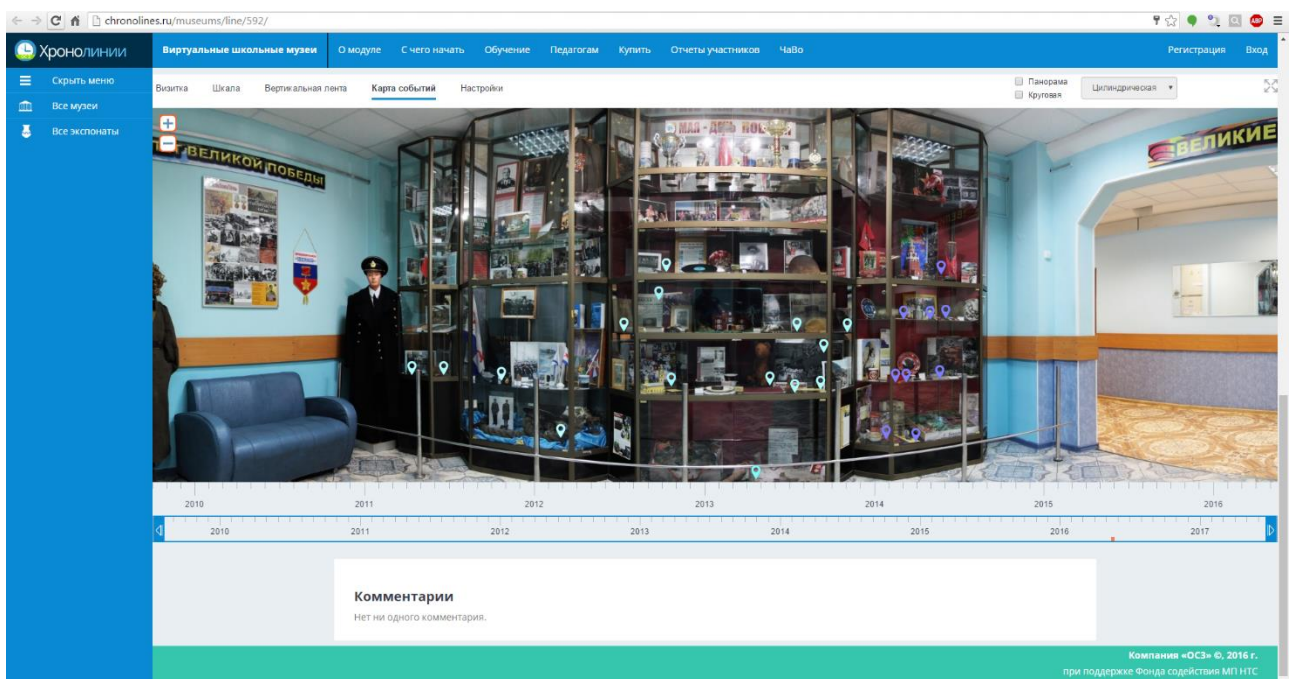 chronolines.ru/museums/line/592/
Хронолинии
Виртуальные школьные музеи О модуле С чего начать Обучение Педагогам Купить Отчеты участников ЧаВо Регистрация Вход
Скрыть меню
Все музеи
Все экспонаты
Визитка Шкала Вертикальная лента Карта событий Настройки
Панорама
Круговая
Цилиндрическая
ВЕЛИКОЙ ПОБЕДЫ
МАЯ - ДЕНЬ
ВЕЛИКИЕ
2010 2011 2012 2013 2014 2015 2016
2010 2011 2012 2013 2014 2015 2016 2017
Комментарии
Нет ни одного комментария.
Компания «ОС3» ©, 2016 г.
при поддержке Фонда содействия МП НТС